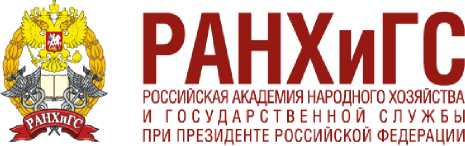 РАНХиГС
РОССИЙСКАЯ АКАДЕМИЯ НАРОДНОГО ХОЗЯЙСТВА
И ГОСУДАРСТВЕННОЙ СЛУЖБЫ
ПРИ ПРЕЗИДЕНТЕ РОССИЙСКОЙ ФЕДЕРАЦИИ
РАНХиГС